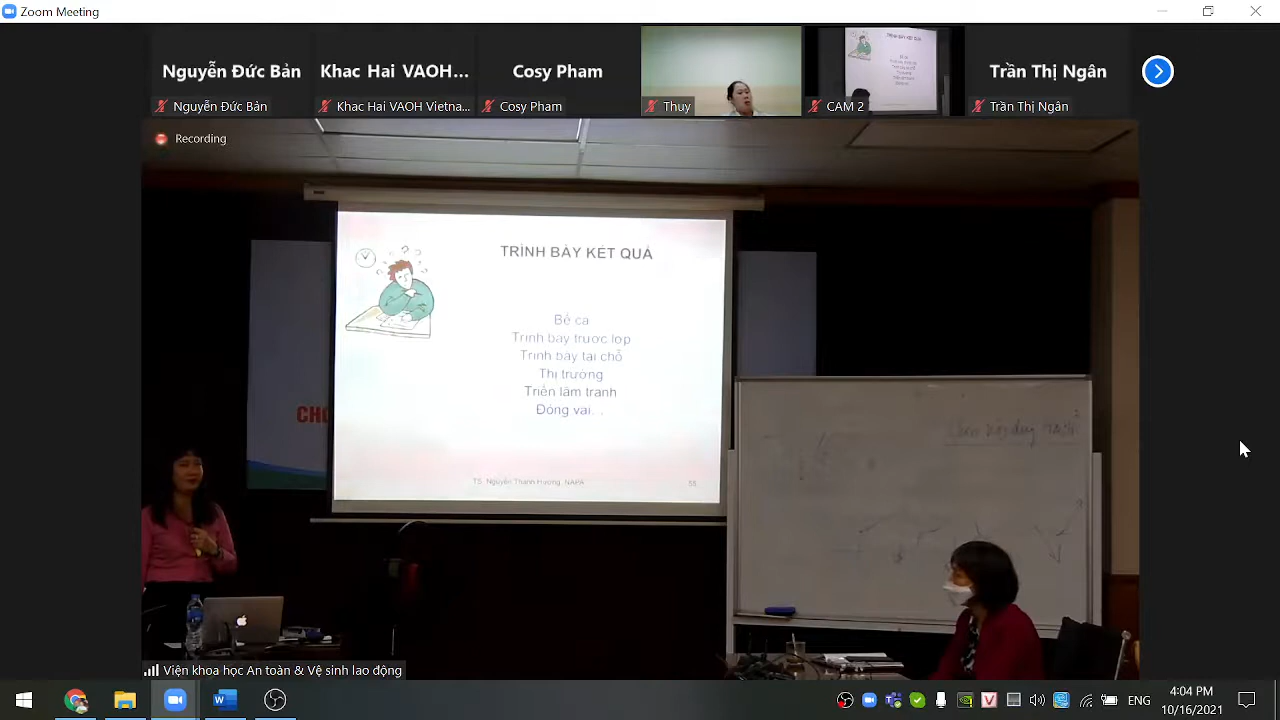 Zoom Meeting
Nguyễn Đức Bản
Khac Hai VAOH...
Cosy Pham
Trần Thị Ngân
Nguyễn Đức Bản
Khac Hai VAOH Vietna...
Cosy Pham
Thuy
CAM 2
Trần Thị Ngân
Recording
TRÌNH BÀY KẾT QUẢ
Bể cá
Trình bày trước lớp
Trình bày tại chỗ
Thị trường
Triển lãm tranh
Đóng vai...
TS. Nguyễn Thanh Hương, NAPA
55
Viên khoa học An toàn & Vệ sinh lao động
ENG
4:04 PM
10/16/2021